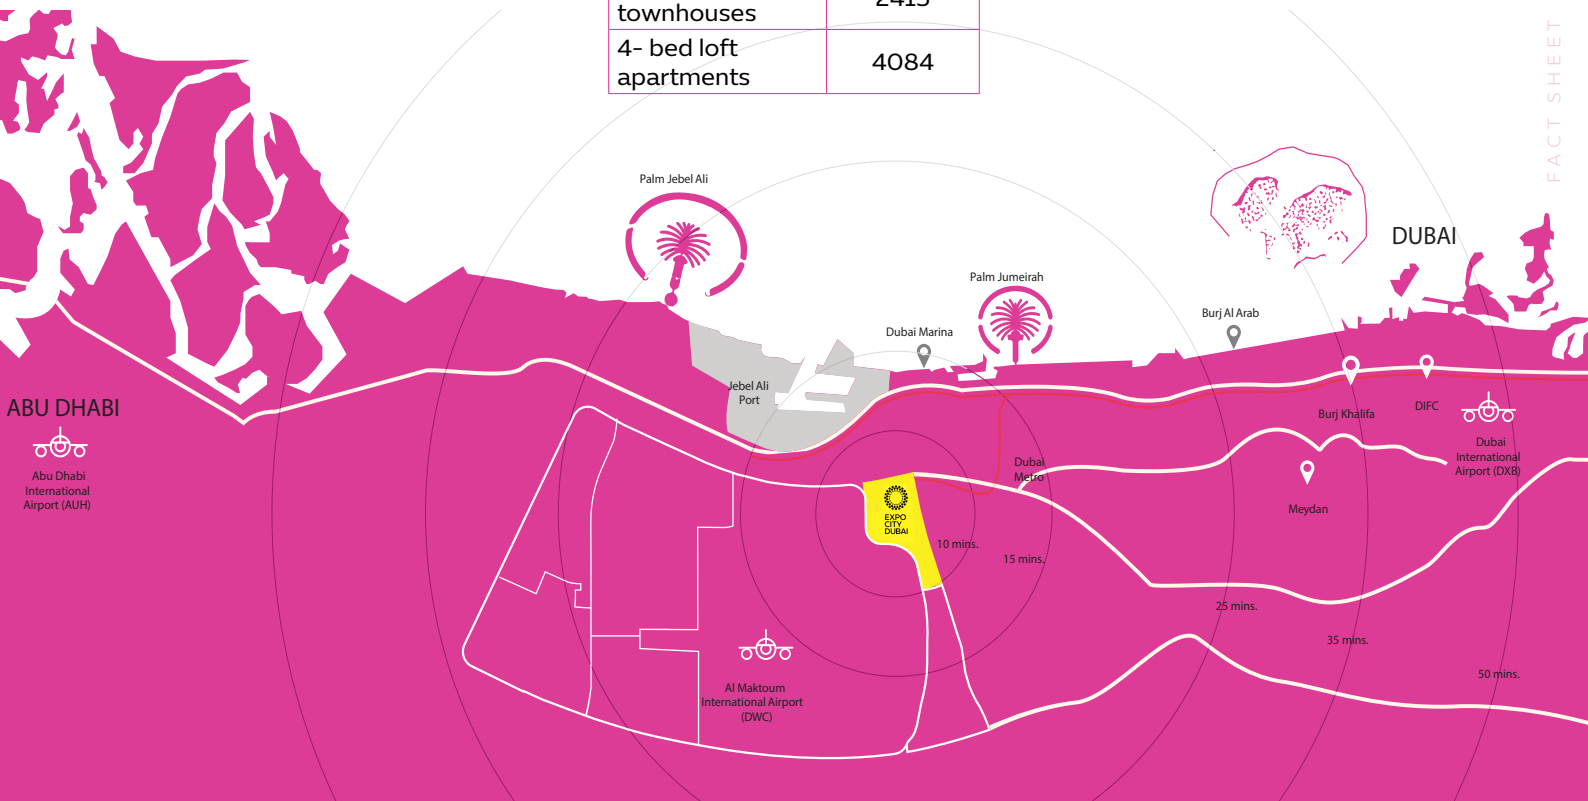 townhouses
4- bed loft
apartments
4084
FACT SHEET
Palm Jebel Ali
DUBAI
Palm Jumeirah
Burj Al Arab
Dubai Marina
Jebel Ali
Port
ABU DHABI
Abu Dhabi
International
Airport (AUH)
Burj Khalifa
DIFC
Dubai
International
Airport (DXB)
Dubai
Metro
Meydan
EXPO
CITY
DUBAI
10 mins.
15 mins.
25 mins.
35 mins.
50 mins.
Al Maktoum
International Airport
(DWC)